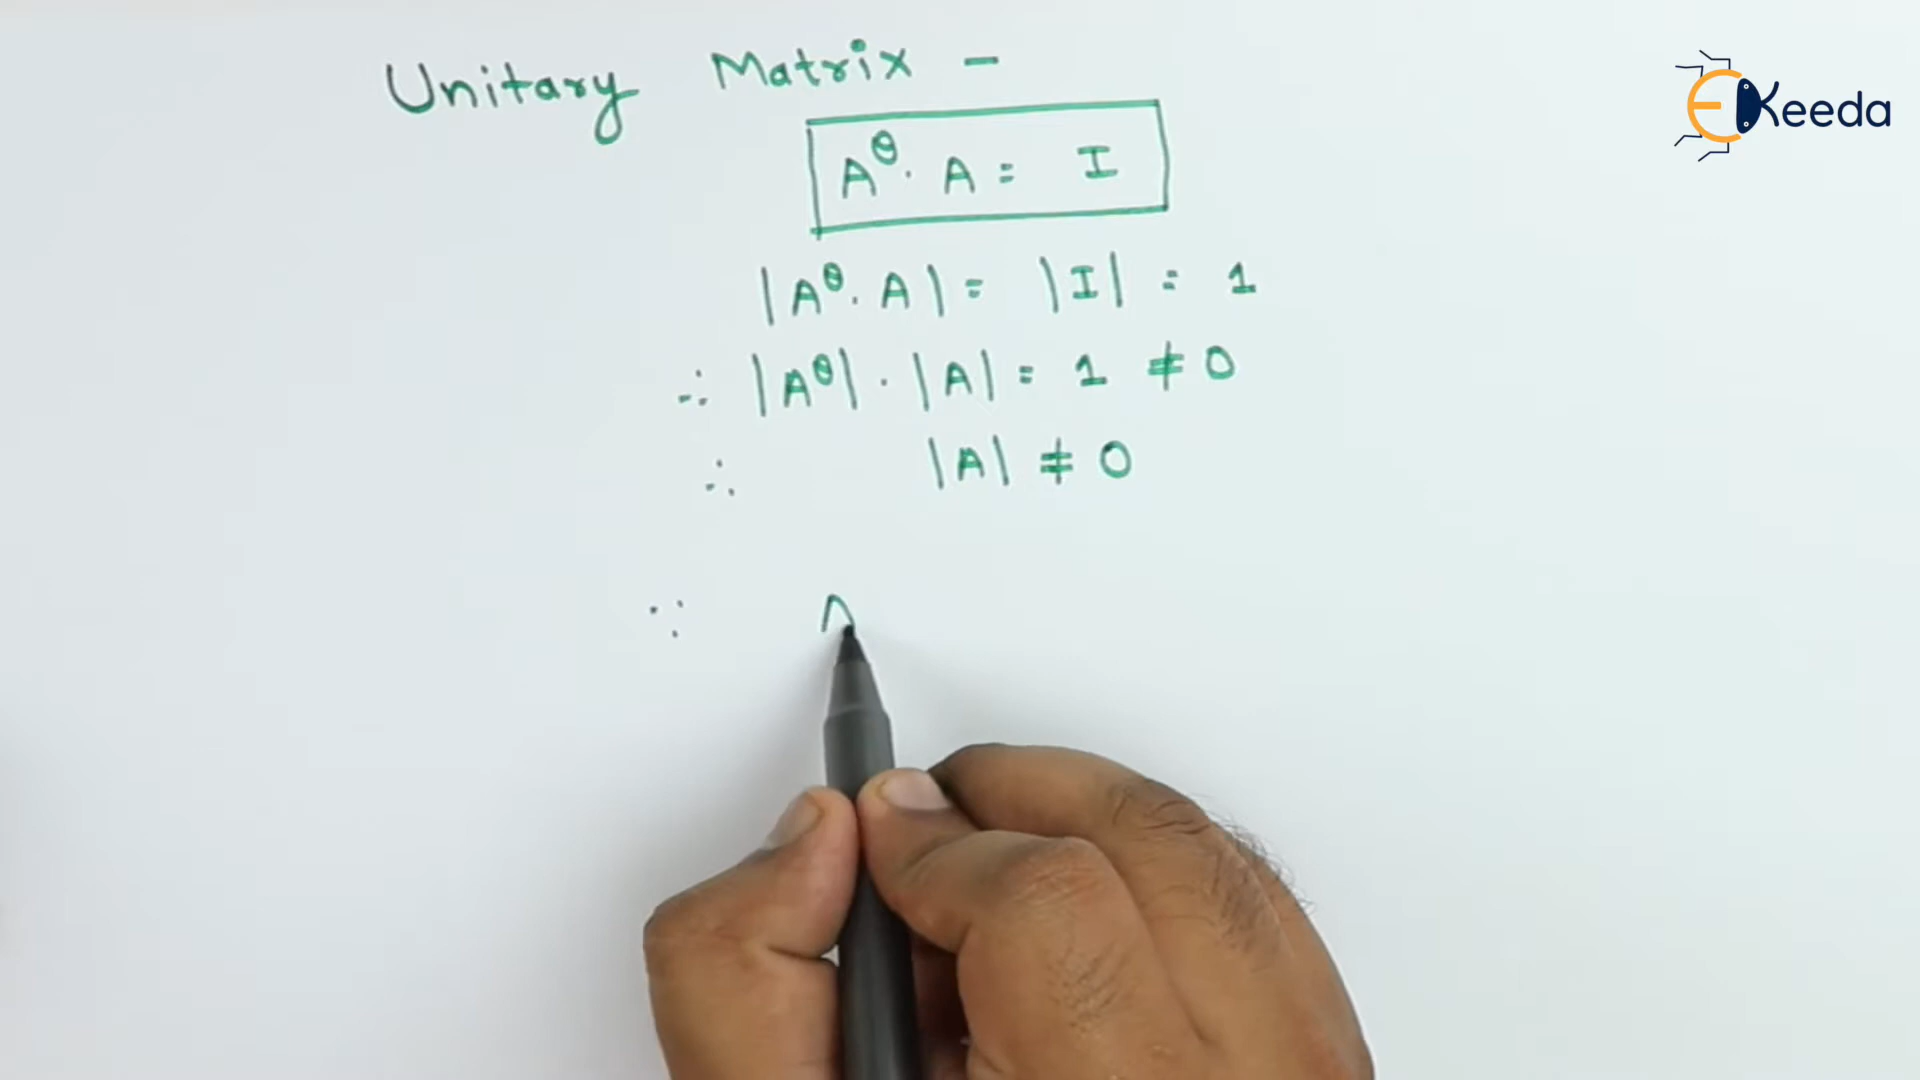 Unitary Matrix -
EKeeda
A^θ . A = I
|A^θ . A| = |I| = 1
∴ |A^θ| . |A| = 1 ≠ 0
∴ |A| ≠ 0
∵